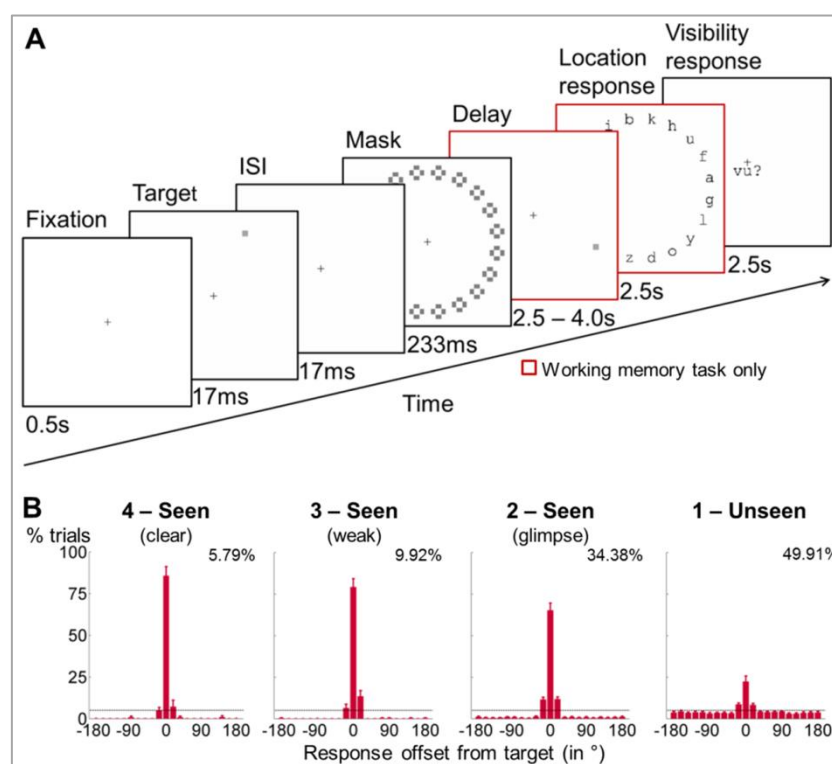 A
Visibility
response
Location
response
Delay
Mask
ISI
Target
Fixation
i b k h u f a g l y o d z
vu?
0.5s
17ms
17ms
233ms
2.5 – 4.0s
2.5s
2.5s
Working memory task only
Time
B
4 – Seen 3 – Seen 2 – Seen 1 – Unseen
(clear) (weak) (glimpse)
% trials
5.79% 9.92% 34.38% 49.91%
100
75
50
25
0
-180 -90 0 90 180 -180 -90 0 90 180 -180 -90 0 90 180 -180 -90 0 90 180
Response offset from target (in °)